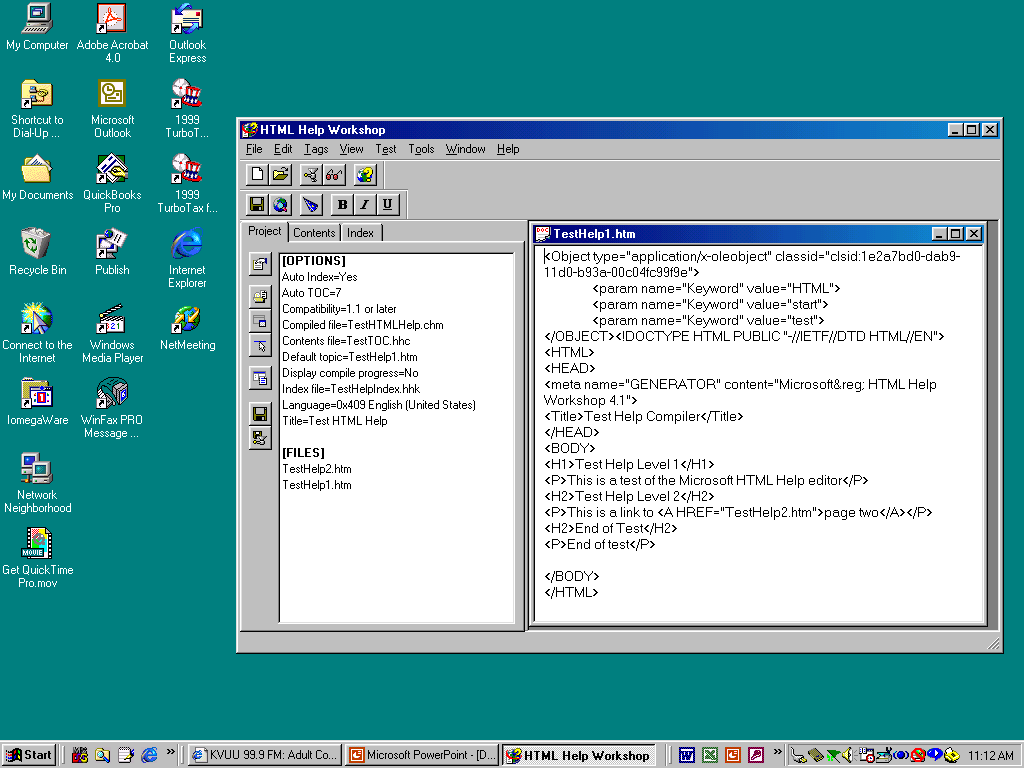 My Computer
Adobe Acrobat
4.0
Outlook
Express
Shortcut to
Dial-Up ...
Microsoft
Outlook
1999
TurboT...
My Documents
QuickBooks
Pro
1999
TurboTax f...
Recycle Bin
Publish
Internet
Explorer
Connect to the
Internet
Windows
Media Player
NetMeeting
IomegaWare
WinFax PRO
Message ...
Network
Neighborhood
MOVIE
Get QuickTime
Pro.mov
HTML Help Workshop
File Edit Tags View Test Tools Window Help
B I U
Project Contents Index
[OPTIONS]
Auto Index=Yes
Auto TOC=7
Compatibility=1.1 or later
Compiled file=TestHTMLHelp.chm
Contents file=TestTOC.hhc
Default topic=TestHelp1.htm
Display compile progress=No
Index file=TestHelpIndex.hhk
Language=0x409 English (United States)
Title=Test HTML Help
[FILES]
TestHelp2.htm
TestHelp1.htm
TestHelp1.htm
<Object type="application/x-oleobject" classid="clsid:1e2a7bd0-dab9-
11d0-b93a-00c04fc99f9e">
<param name="Keyword" value="HTML">
<param name="Keyword" value="start">
<param name="Keyword" value="test">
</OBJECT><!DOCTYPE HTML PUBLIC "-//IETF//DTD HTML//EN">
<HTML>
<HEAD>
<meta name="GENERATOR" content="Microsoft&reg; HTML Help
Workshop 4.1">
<Title>Test Help Compiler</Title>
</HEAD>
<BODY>
<H1>Test Help Level 1</H1>
<P>This is a test of the Microsoft HTML Help editor</P>
<H2>Test Help Level 2</H2>
<P>This is a link to <A HREF="TestHelp2.htm">page two</A></P>
<H2>End of Test</H2>
<P>End of test</P>
</BODY>
</HTML>
Start
KVUU 99.9 FM: Adult Co...
Microsoft PowerPoint - [D...
HTML Help Workshop
11:12 AM